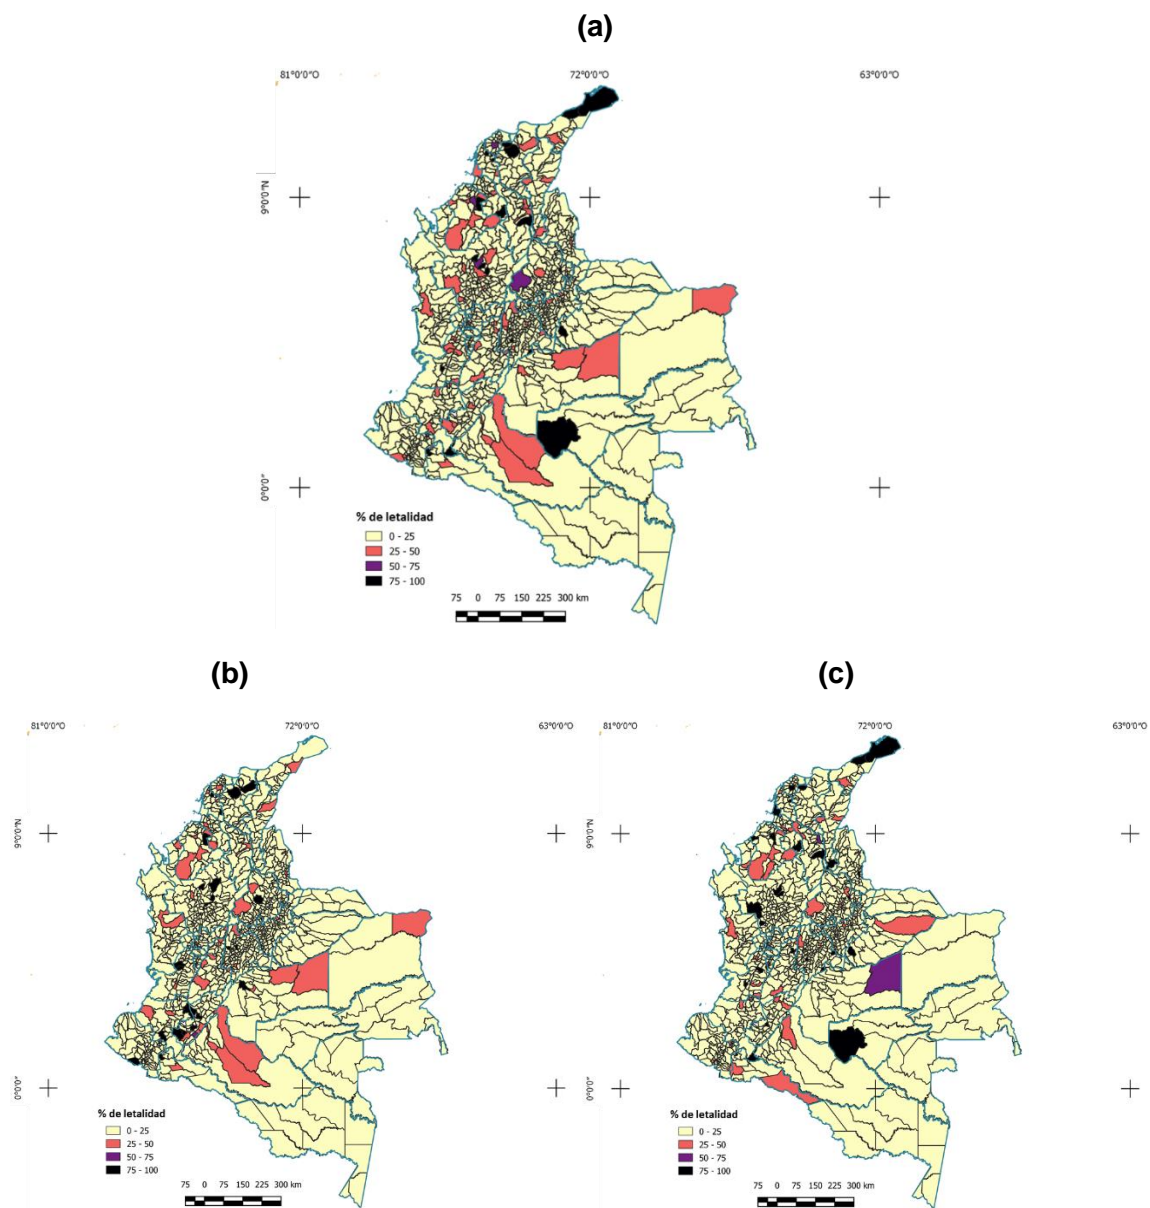 (a)
81°0'0"O 72°0'0"O 63°0'0"O
9°0'0"N
0°0'0"
% de letalidad
0 - 25
25 - 50
50 - 75
75 - 100
75 0 75 150 225 300 km
(b) (c)
81°0'0"O 72°0'0"O 63°0'0"O 81°0'0"O 72°0'0"O 63°0'0"O
9°0'0"N 9°0'0"N
0°0'0" 0°0'0"
% de letalidad % de letalidad
0 - 25 0 - 25
25 - 50 25 - 50
50 - 75 50 - 75
75 - 100 75 - 100
75 0 75 150 225 300 km 75 0 75 150 225 300 km